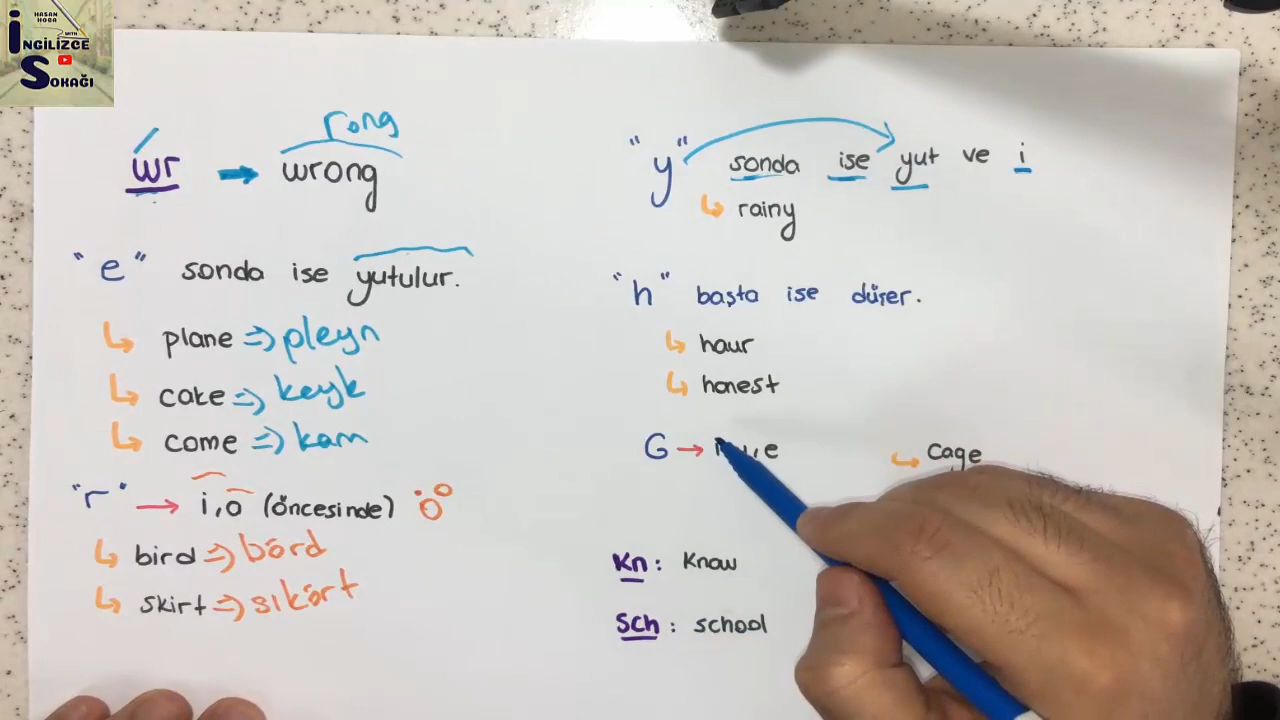 HASAN HOCA
WITH
İNGİLİZCE
SOKAĞI
rong
wr → wrong
"e" sonda ise yutulur.
↳ plane => pleyn
↳ cake => keyk
↳ come => kam
"r" → i, o (öncesinde) öo
↳ bird => börd
↳ skirt => sıkört
"y" sonda ise yut ve i
↳ rainy
"h" başta ise düşer.
↳ hour
↳ honest
G → e
↳ cage
Kn : Know
Sch : school